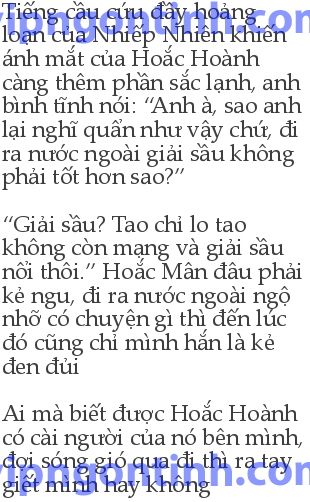 Tiếng cầu cứu đầy hoảng
loạn của Nhiếp Nhiên khiến
ánh mắt của Hoắc Hoành
càng thêm phần sắc lạnh, anh
bình tĩnh nói: “Anh à, sao anh
lại nghĩ quẩn như vậy chứ, đi
ra nước ngoài giải sầu không
phải tốt hơn sao?”
“Giải sầu? Tao chỉ lo tao
không còn mạng và giải sầu
nổi thôi.” Hoắc Mân đâu phải
kẻ ngu, đi ra nước ngoài ngộ
nhỡ có chuyện gì thì đến lúc
đó cũng chỉ mình hắn là kẻ
đen đủi
Ai mà biết được Hoắc Hoành
có cài người của nó bên mình,
đợi sóng gió qua đi thì ra tay
giết mình hay không